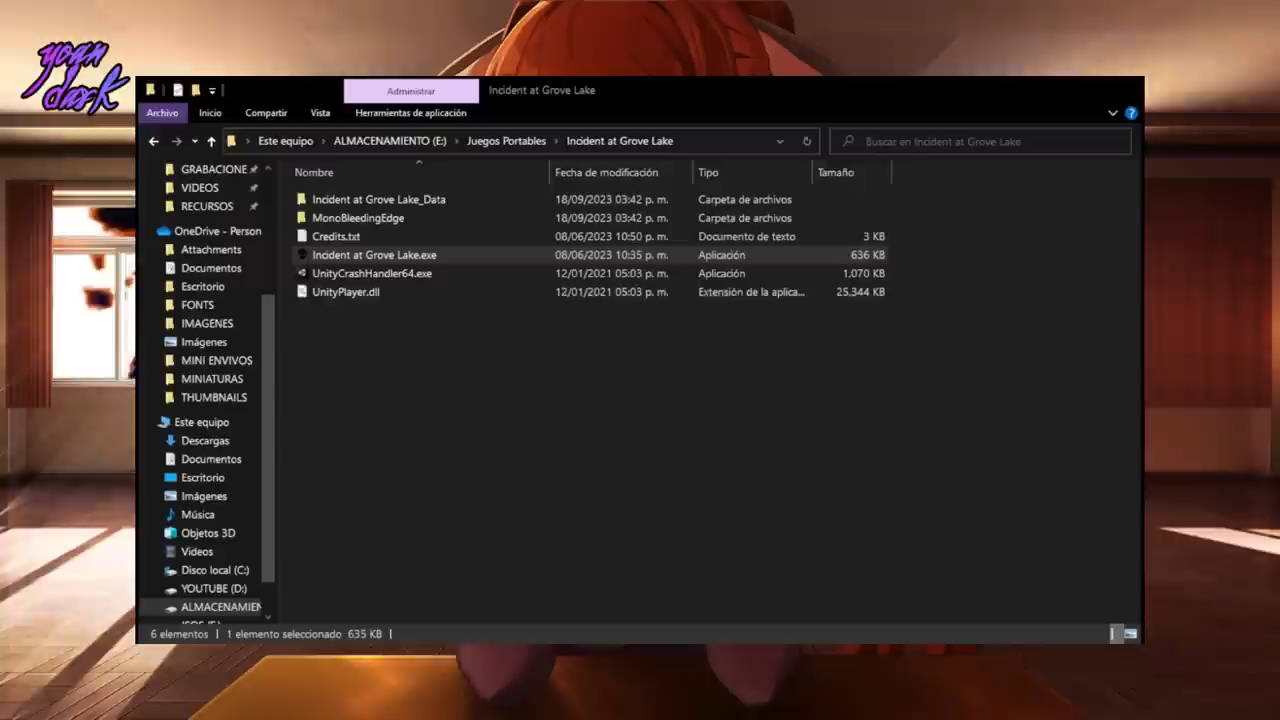 yoan
dask
Administrar
Incident at Grove Lake
Archivo
Inicio
Compartir
Vista
Herramientas de aplicación
Este equipo
ALMACENAMIENTO (E:)
Juegos Portables
Incident at Grove Lake
Buscar en Incident at Grove Lake
GRABACIONE
VIDEOS
RECURSOS
OneDrive - Person
Attachments
Documentos
Escritorio
FONTS
IMAGENES
Imágenes
MINI ENVIVOS
MINIATURAS
THUMBNAILS
Este equipo
Descargas
Documentos
Escritorio
Imágenes
Música
Objetos 3D
Videos
Disco local (C:)
YOUTUBE (D:)
ALMACENAMIEN
Nombre Fecha de modificación Tipo Tamaño
Incident at Grove Lake_Data 18/09/2023 03:42 p. m. Carpeta de archivos
MonoBleedingEdge 18/09/2023 03:42 p. m. Carpeta de archivos
Credits.txt 08/06/2023 10:50 p. m. Documento de texto 3 KB
Incident at Grove Lake.exe 08/06/2023 10:35 p. m. Aplicación 636 KB
UnityCrashHandler64.exe 12/01/2021 05:03 p. m. Aplicación 1,070 KB
UnityPlayer.dll 12/01/2021 05:03 p. m. Extensión de la aplica... 25,344 KB
6 elementos
1 elemento seleccionado 635 KB